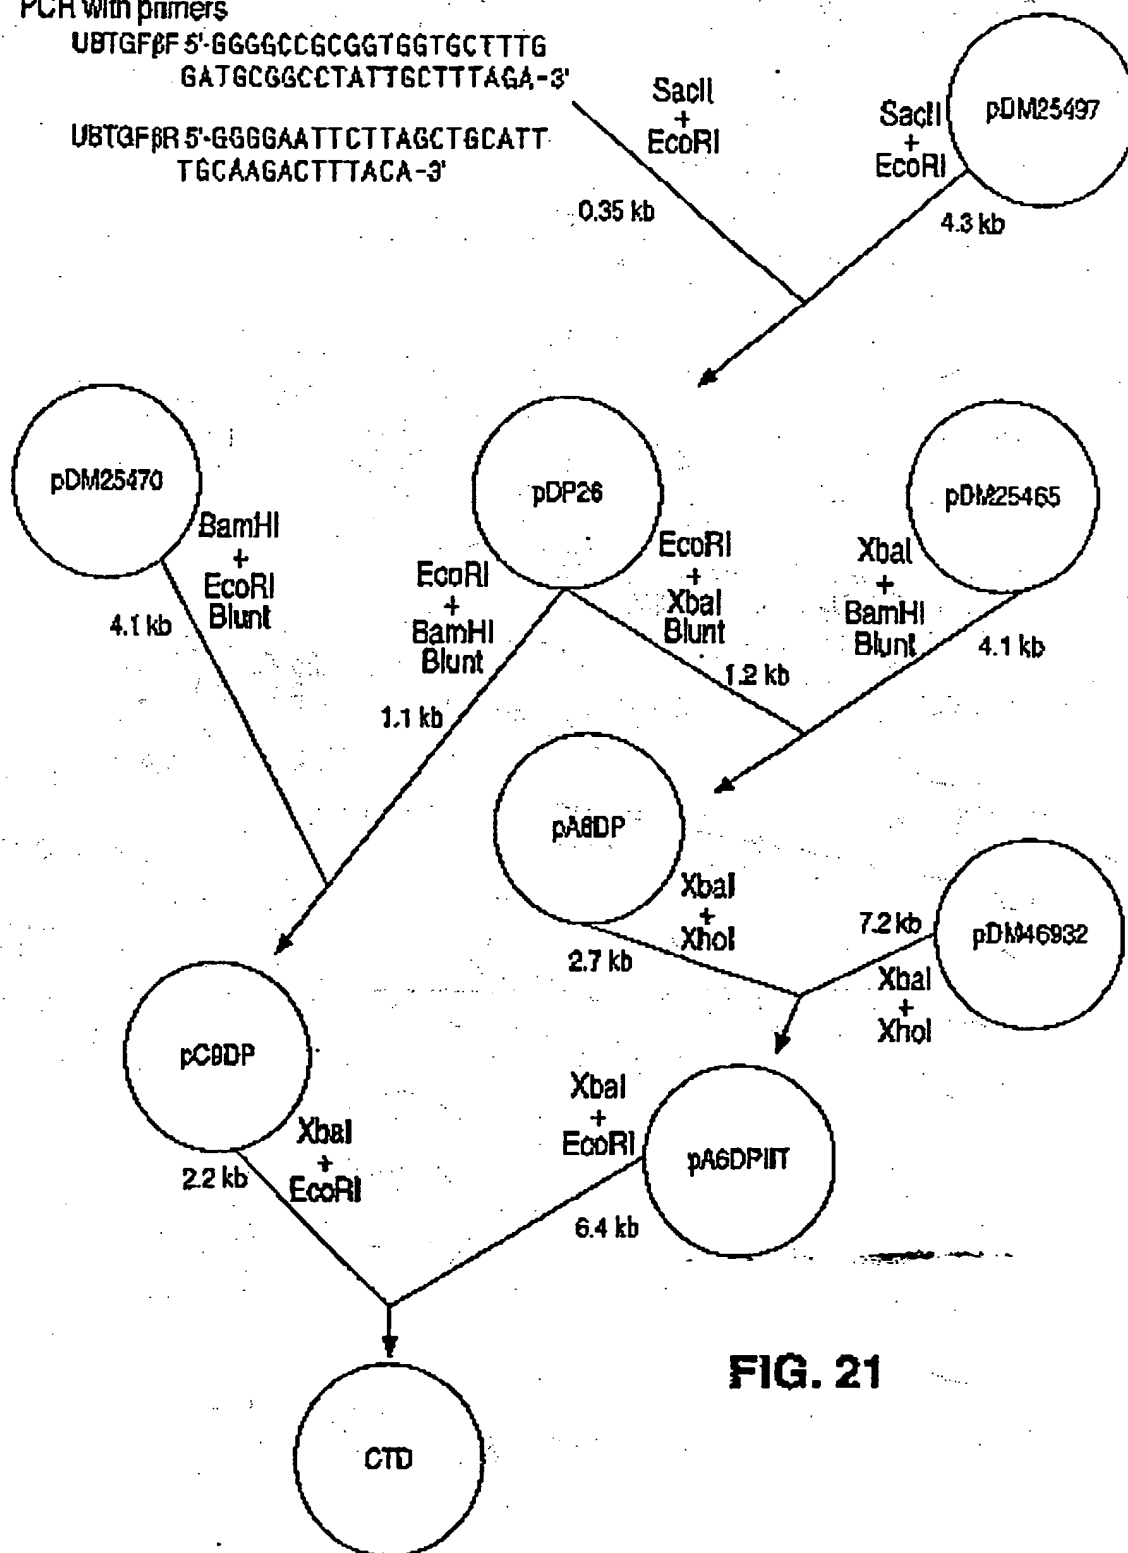 PCR with primers
UBTGFβF 5'-GGGGCCGCGGTGGTGCTTTG
GATGCGGCCTATTGCTTTAGA-3'
UBTGFβR 5'-GGGGAATTCTTAGCTGCATT
TGCAAGACTTTACA-3'
SacII
+
EcoRI
0.35 kb
pDM25497
SacII
+
EcoRI
4.3 kb
pDM25470
BamHI
+
EcoRI
Blunt
4.1 kb
pDP26
EcoRI
+
BamHI
Blunt
1.1 kb
EcoRI
+
XbaI
Blunt
1.2 kb
pDM25465
XbaI
+
BamHI
Blunt
4.1 kb
pA6DP
XbaI
+
XhoI
2.7 kb
pDM46932
7.2 kb
XbaI
+
XhoI
pC9DP
XbaI
+
EcoRI
2.2 kb
XbaI
+
EcoRI
pA6DPIIT
6.4 kb
CTD
FIG. 21